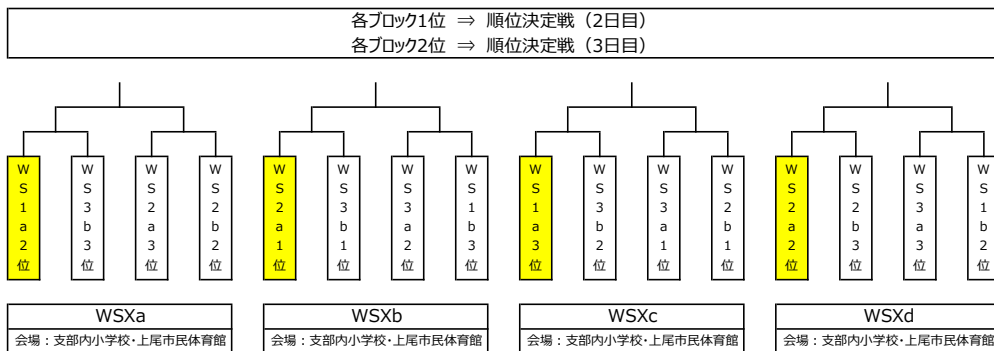 各ブロック1位 ⇒ 順位決定戦（2日目）
各ブロック2位 ⇒ 順位決定戦（3日目）
WS1a2位
WS3b3位
WS2a3位
WS2b2位
WS2a1位
WS3b1位
WS3a2位
WS1b3位
WS1a3位
WS3b2位
WS3a1位
WS2b1位
WS2a2位
WS2b3位
WS3a3位
WS1b2位
WSXa
WSXb
WSXc
WSXd
会場：支部内小学校・上尾市民体育館
会場：支部内小学校・上尾市民体育館
会場：支部内小学校・上尾市民体育館
会場：支部内小学校・上尾市民体育館